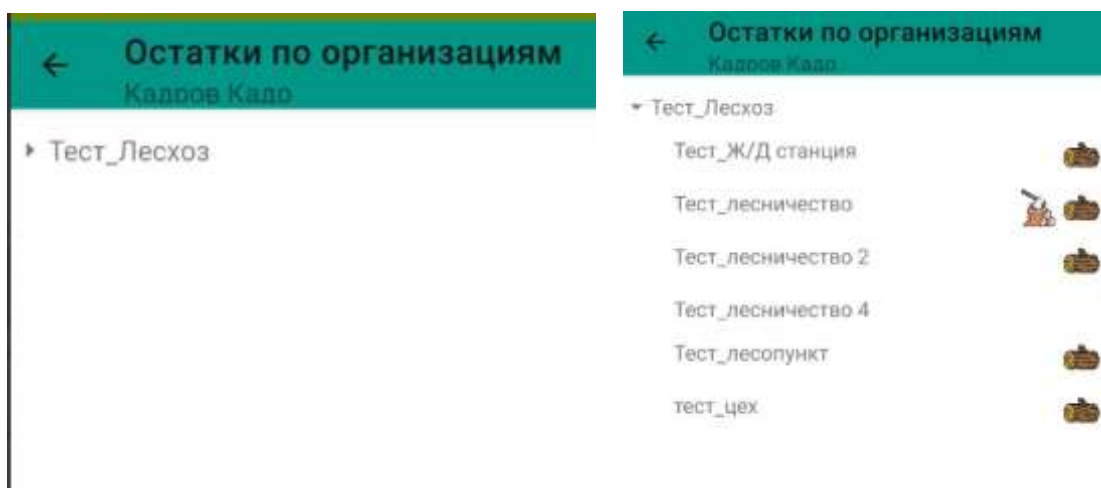 Остатки по организациям
Кадров Кадо
Тест_Лесхоз
Остатки по организациям
Кадров Кадо
Тест_Лесхоз
Тест_Ж/Д станция
Тест_лесничество
Тест_лесничество 2
Тест_лесничество 4
Тест_лесопункт
тест_цех